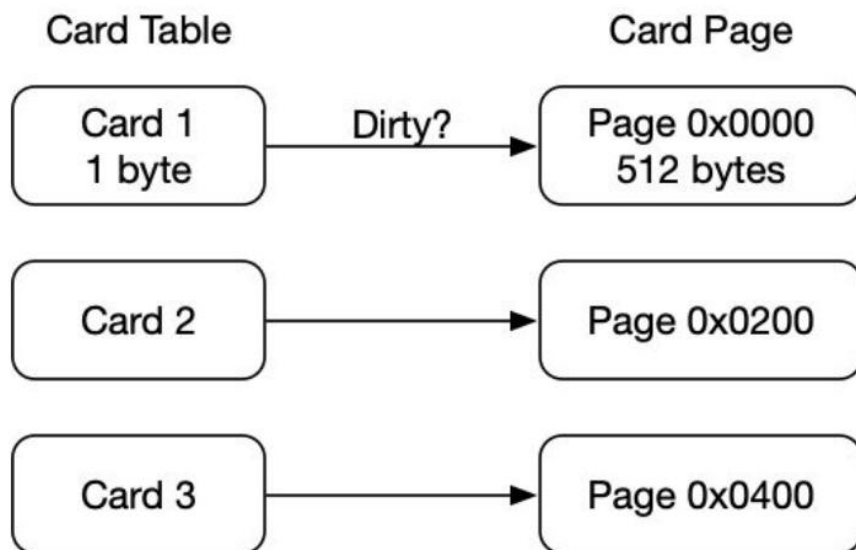 Card Table
Card Page
Card 1
1 byte
Dirty?
Page 0x0000
512 bytes
Card 2
Page 0x0200
Card 3
Page 0x0400